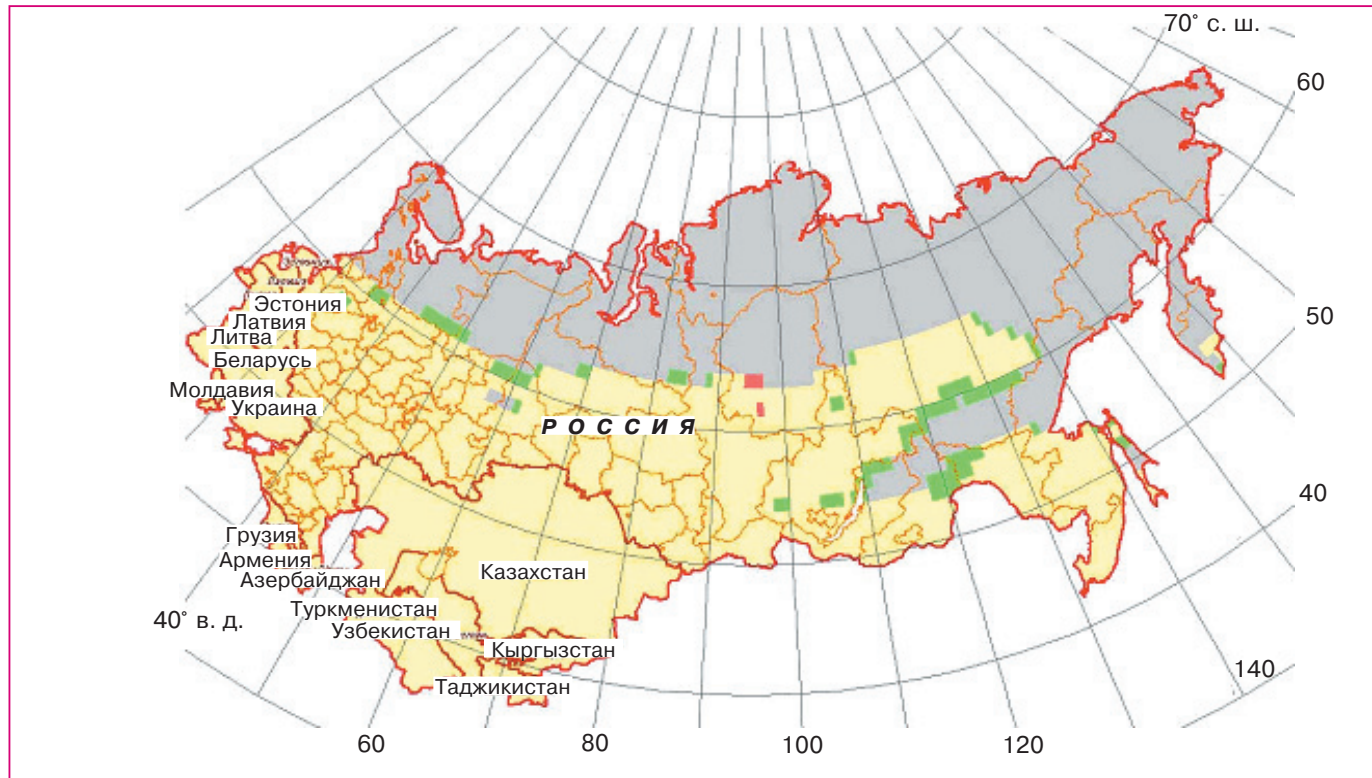 70° с. ш.
60
50
40
140
120
100
80
60
40° в. д.
Эстония
Латвия
Литва
Беларусь
Молдавия
Украина
РОССИЯ
Грузия
Армения
Азербайджан
Казахстан
Туркменистан
Узбекистан
Кыргызстан
Таджикистан